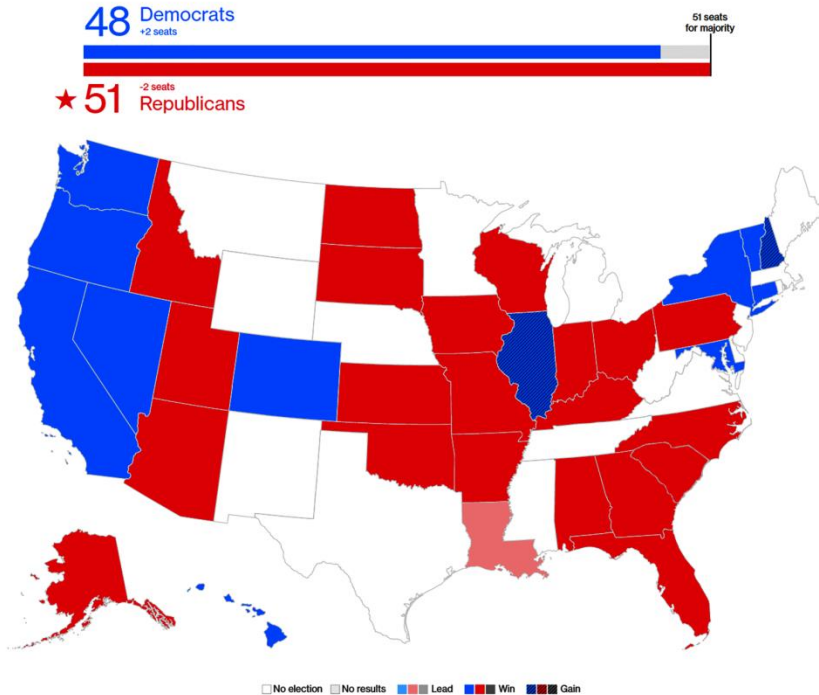 48 Democrats
+2 seats
51 seats
for majority
★ 51 -2 seats
Republicans
No election No results Lead Win Gain